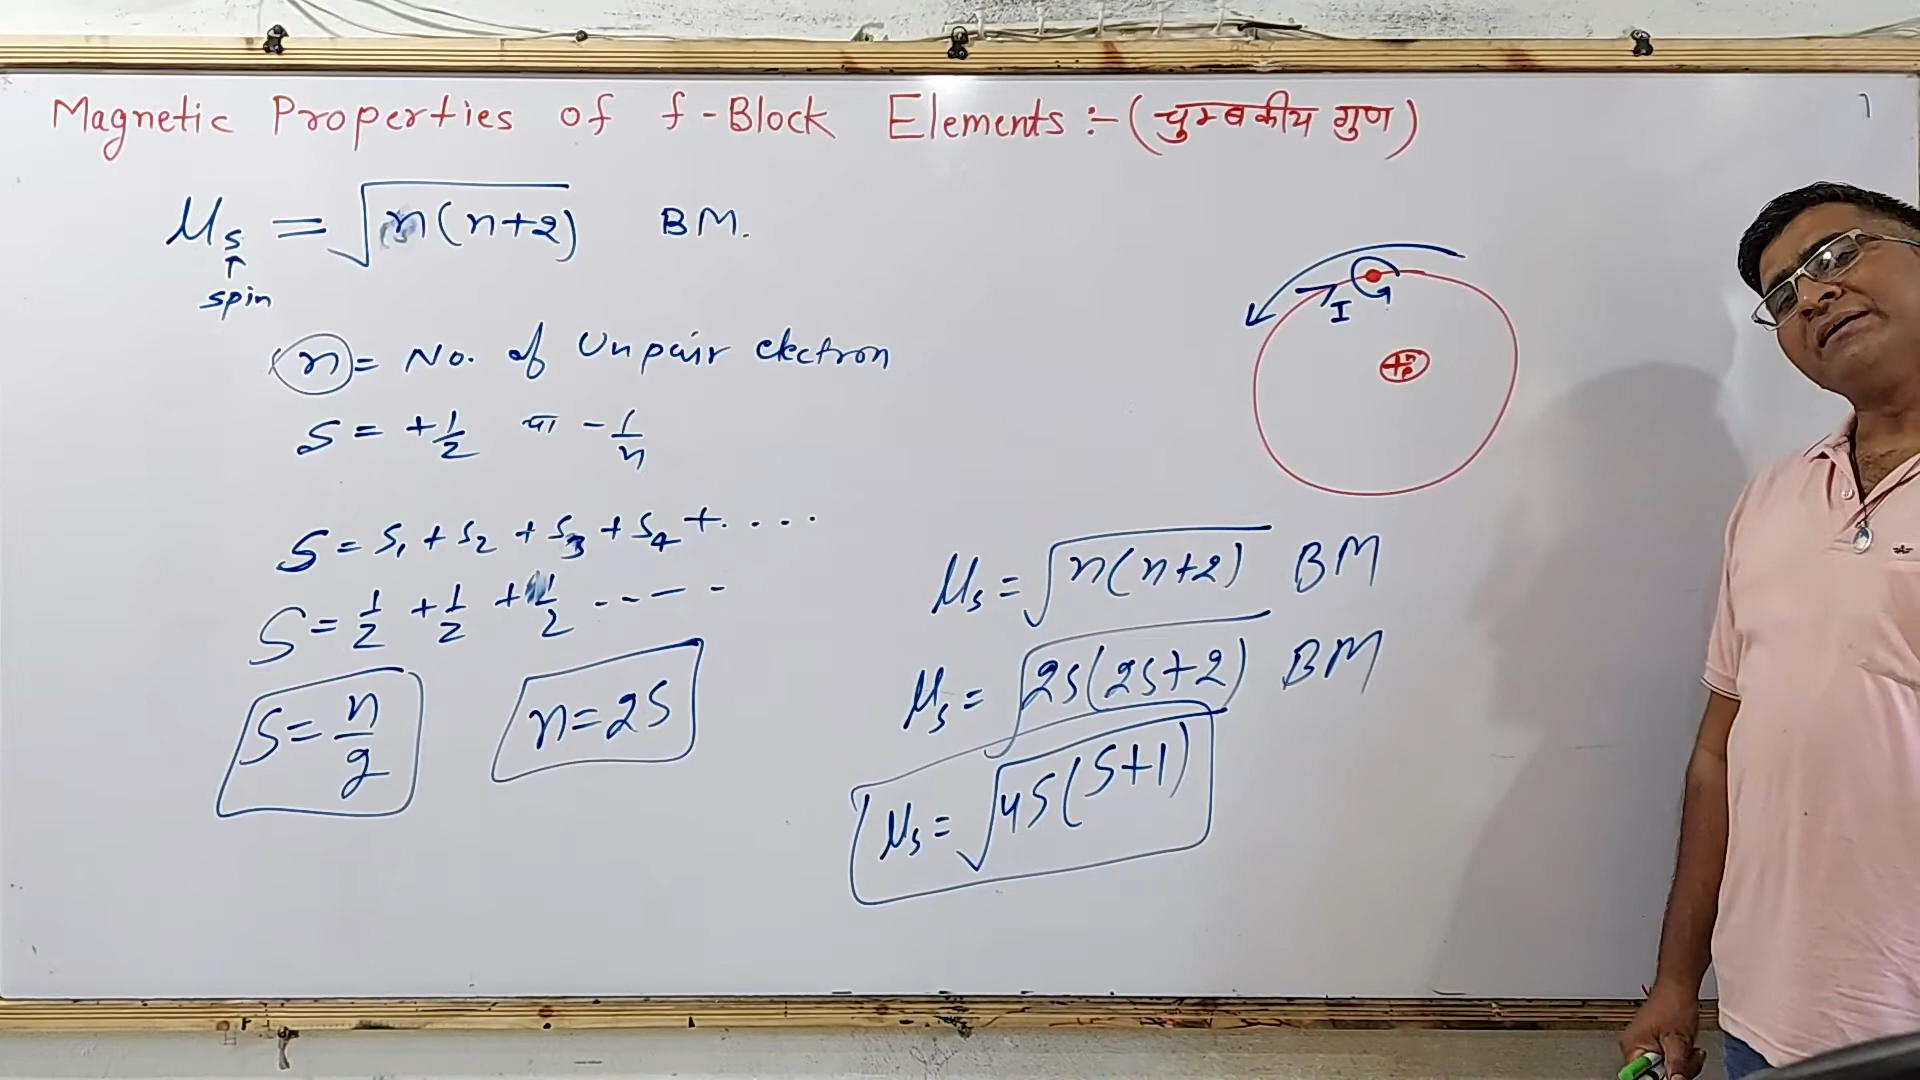 Magnetic Properties of f-Block Elements :- (चुम्बकीय गुण)
μs = √n(n+2) BM.
↑
spin
n = No. of Unpair electron
S = +1/2 या -1/n
S = S1 + S2 + S3 + S4 + ....
S = 1/2 + 1/2 + 1/2 -----
S = n/2
n = 2S
I
μs = √n(n+2) BM
μs = √2s(2s+2) BM
μs = √4S(S+1)